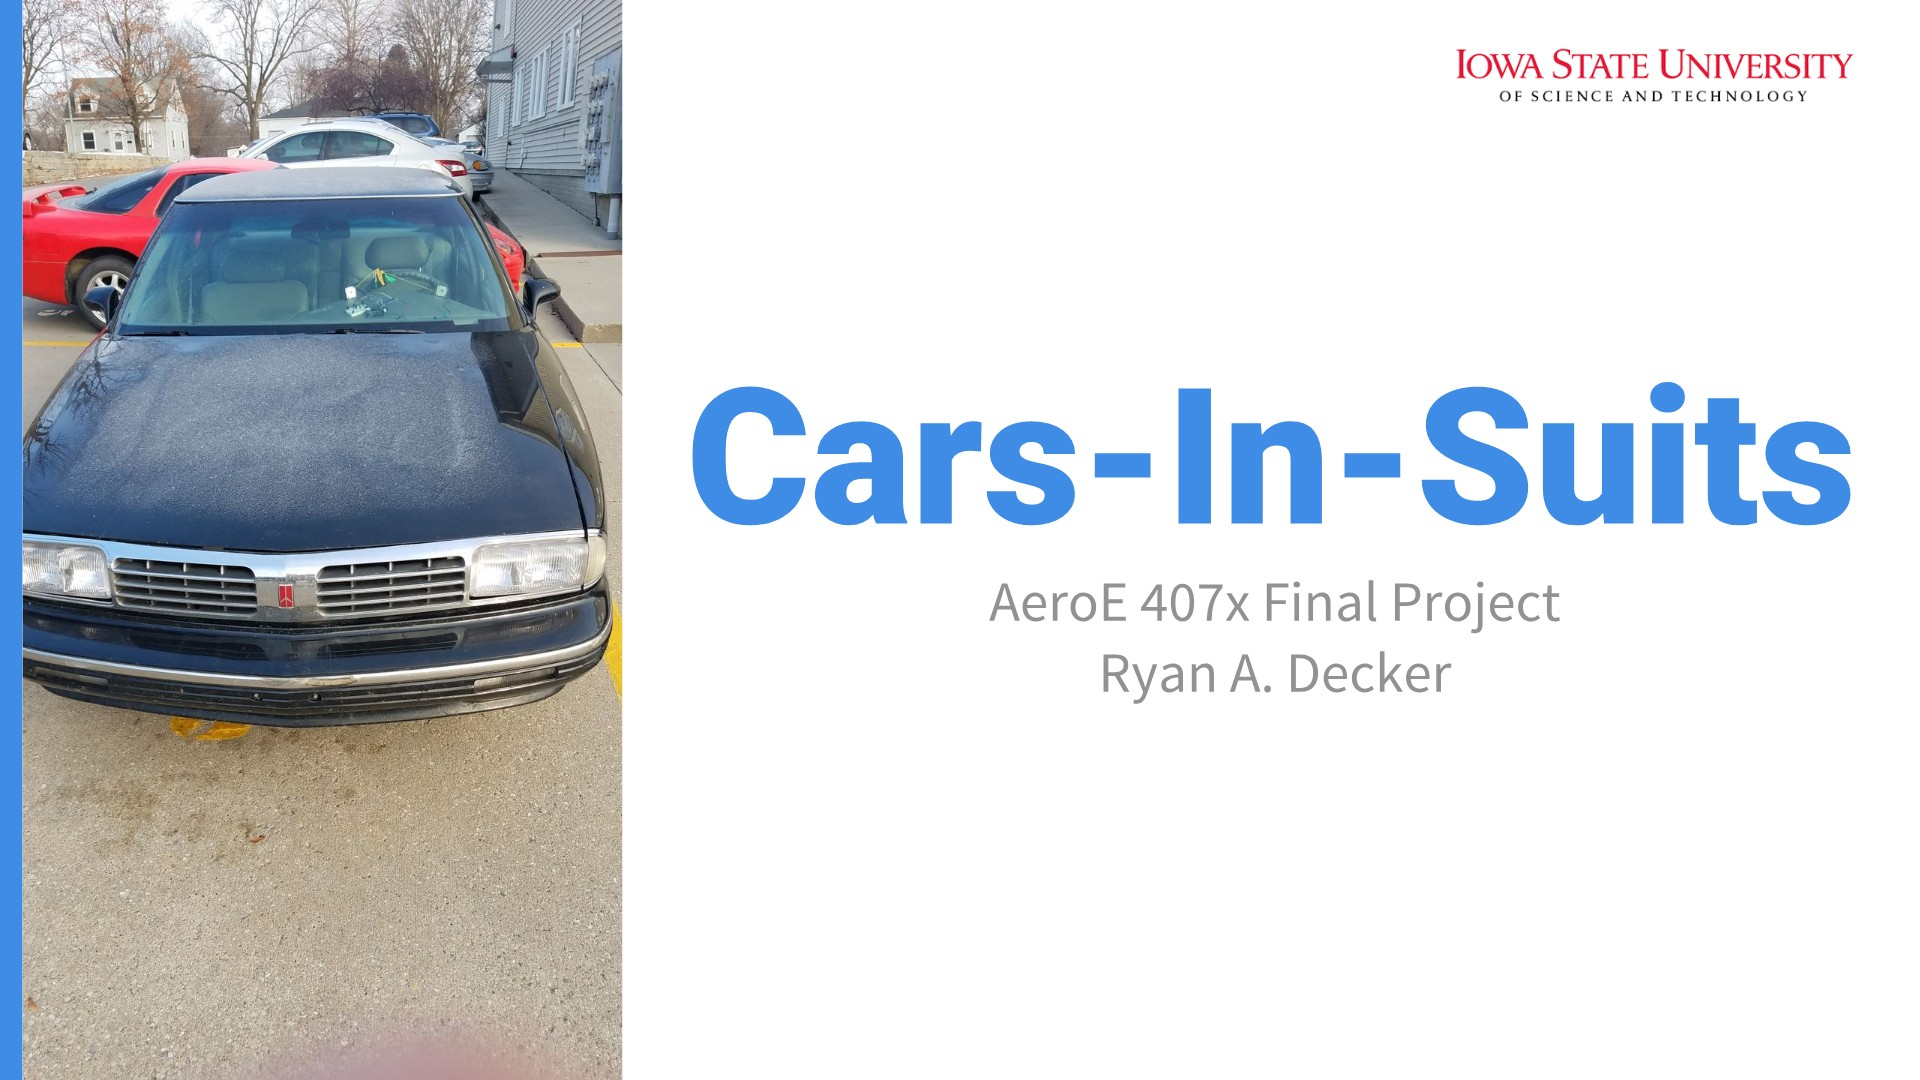 IOWA STATE UNIVERSITY
OF SCIENCE AND TECHNOLOGY
Cars-In-Suits
AeroE 407x Final Project
Ryan A. Decker